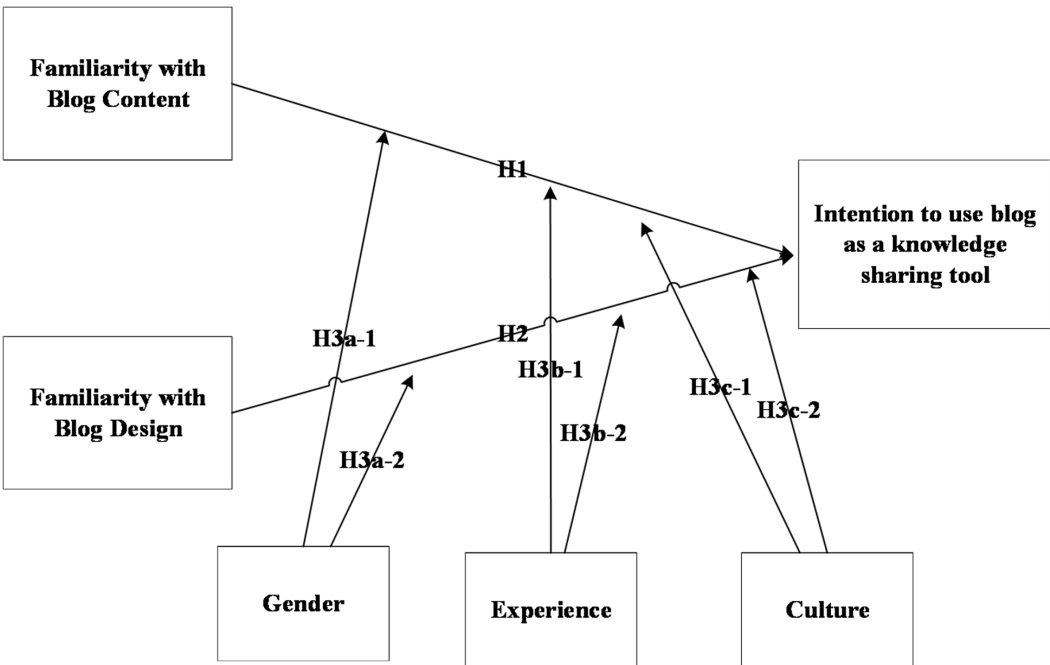 Familiarity with
Blog Content
H1
Intention to use blog
as a knowledge
sharing tool
H3a-1
H2
H3b-1
Familiarity with
Blog Design
H3c-1
H3c-2
H3b-2
H3a-2
Gender
Experience
Culture